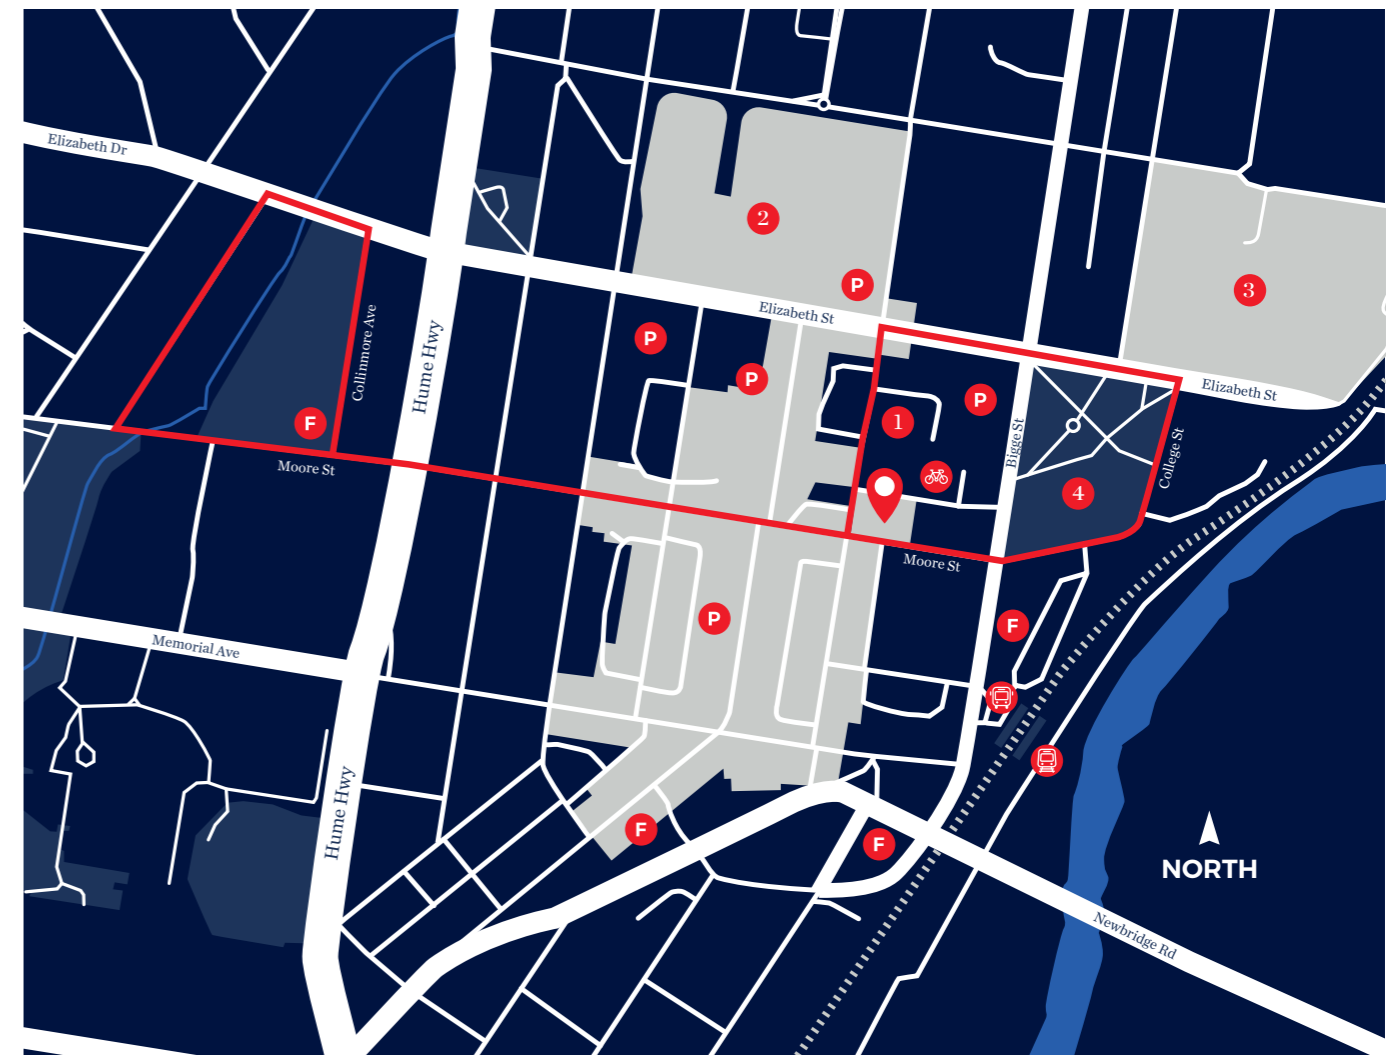 Elizabeth Dr
2
P
3
Elizabeth St
P
P
Collinmore Ave
Hume Hwy
Elizabeth St
P
1
F
Bigge St
College St
Moore St
4
Moore St
P
F
Memorial Ave
Hume Hwy
F
F
NORTH
Newbridge Rd